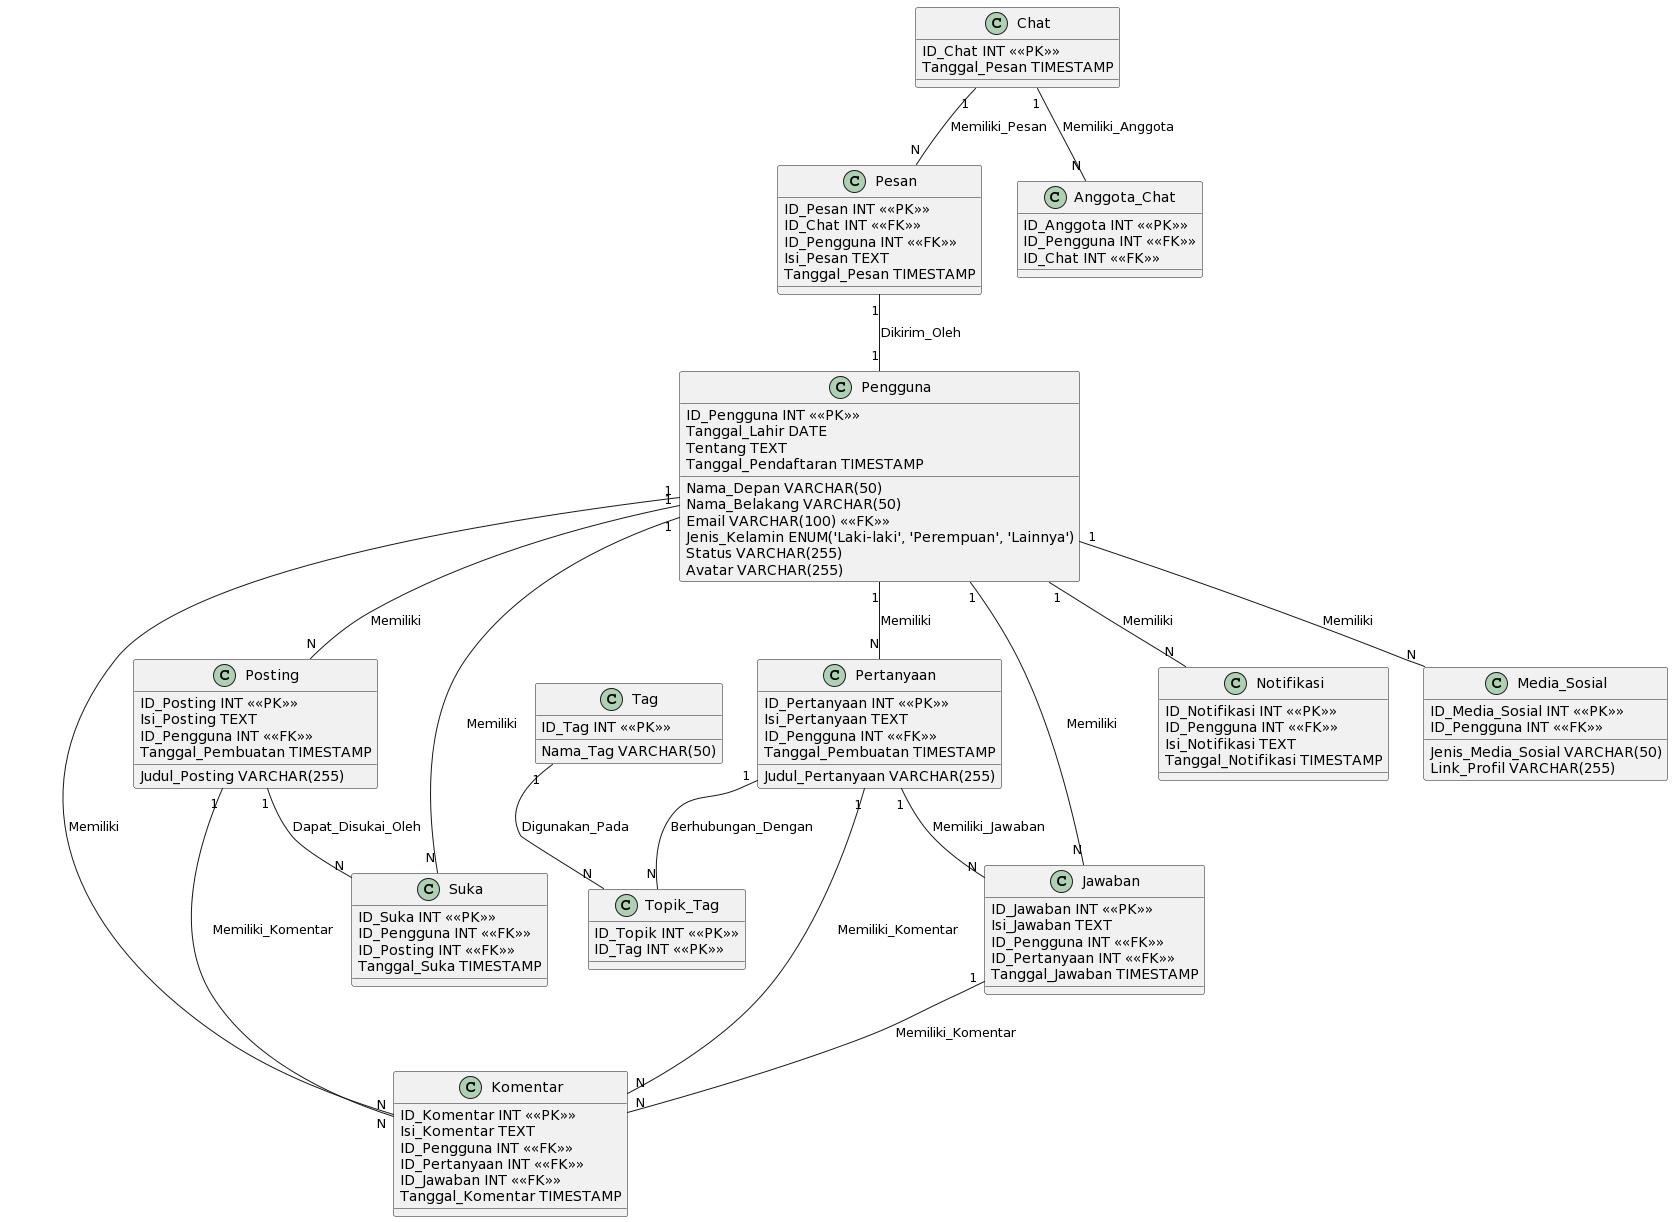 Chat
ID_Chat INT «PK»
Tanggal_Pesan TIMESTAMP
1
1
Memiliki_Pesan
Memiliki_Anggota
N
N
Pesan
ID_Pesan INT «PK»
ID_Chat INT «FK»
ID_Pengguna INT «FK»
Isi_Pesan TEXT
Tanggal_Pesan TIMESTAMP
Anggota_Chat
ID_Anggota INT «PK»
ID_Pengguna INT «FK»
ID_Chat INT «FK»
1
Dikirim_Oleh
1
Pengguna
ID_Pengguna INT «PK»
Tanggal_Lahir DATE
Tentang TEXT
Tanggal_Pendaftaran TIMESTAMP
Nama_Depan VARCHAR(50)
Nama_Belakang VARCHAR(50)
Email VARCHAR(100) «FK»
Jenis_Kelamin ENUM('Laki-laki', 'Perempuan', 'Lainnya')
Status VARCHAR(255)
Avatar VARCHAR(255)
1
1
1
1
1
1
1
Memiliki
Memiliki
Memiliki
Memiliki
N
N
N
N
Posting
ID_Posting INT «PK»
Isi_Posting TEXT
ID_Pengguna INT «FK»
Tanggal_Pembuatan TIMESTAMP
Judul_Posting VARCHAR(255)
Memiliki
Tag
ID_Tag INT «PK»
Nama_Tag VARCHAR(50)
Pertanyaan
ID_Pertanyaan INT «PK»
Isi_Pertanyaan TEXT
ID_Pengguna INT «FK»
Tanggal_Pembuatan TIMESTAMP
Judul_Pertanyaan VARCHAR(255)
Memiliki
Notifikasi
ID_Notifikasi INT «PK»
ID_Pengguna INT «FK»
Isi_Notifikasi TEXT
Tanggal_Notifikasi TIMESTAMP
Media_Sosial
ID_Media_Sosial INT «PK»
ID_Pengguna INT «FK»
Jenis_Media_Sosial VARCHAR(50)
Link_Profil VARCHAR(255)
1
1
1
1
1
1
Memiliki
Dapat_Disukai_Oleh
Digunakan_Pada
Berhubungan_Dengan
Memiliki_Jawaban
N
N
N
N
N
N
Suka
ID_Suka INT «PK»
ID_Pengguna INT «FK»
ID_Posting INT «FK»
Tanggal_Suka TIMESTAMP
Topik_Tag
ID_Topik INT «PK»
ID_Tag INT «PK»
Jawaban
ID_Jawaban INT «PK»
Isi_Jawaban TEXT
ID_Pengguna INT «FK»
ID_Pertanyaan INT «FK»
Tanggal_Jawaban TIMESTAMP
Memiliki_Komentar
Memiliki_Komentar
1
Memiliki_Komentar
N
N
N
N
Komentar
ID_Komentar INT «PK»
Isi_Komentar TEXT
ID_Pengguna INT «FK»
ID_Pertanyaan INT «FK»
ID_Jawaban INT «FK»
Tanggal_Komentar TIMESTAMP